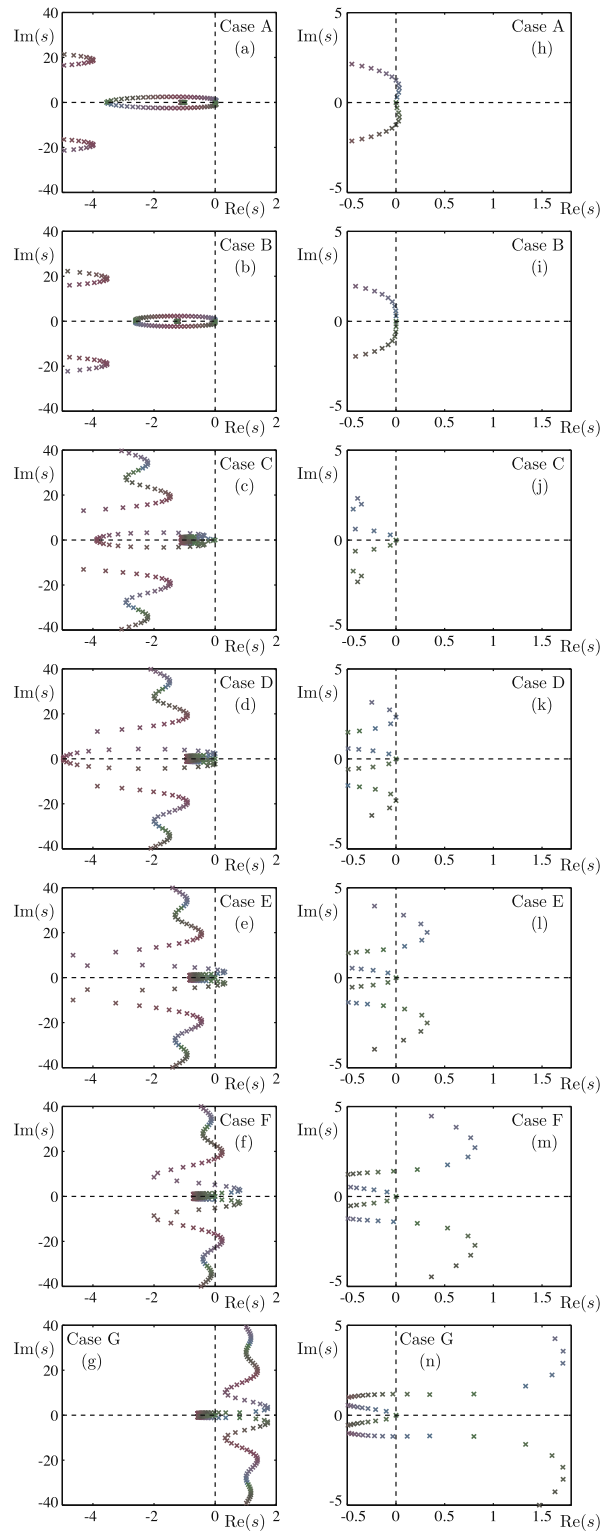 40
Im(s)
Case A
(a)
20
0
-20
-40
-4 -2 0 2
Re(s)
5
Im(s)
Case A
(h)
0
-5
-0.5 0 0.5 1 1.5
Re(s)
40
Im(s)
Case B
(b)
20
0
-20
-40
-4 -2 0 2
Re(s)
5
Im(s)
Case B
(i)
0
-5
-0.5 0 0.5 1 1.5
Re(s)
40
Im(s)
Case C
(c)
20
0
-20
-40
-4 -2 0 2
Re(s)
5
Im(s)
Case C
(j)
0
-5
-0.5 0 0.5 1 1.5
Re(s)
40
Im(s)
Case D
(d)
20
0
-20
-40
-4 -2 0 2
Re(s)
5
Im(s)
Case D
(k)
0
-5
-0.5 0 0.5 1 1.5
Re(s)
40
Im(s)
Case E
(e)
20
0
-20
-40
-4 -2 0 2
Re(s)
5
Im(s)
Case E
(l)
0
-5
-0.5 0 0.5 1 1.5
Re(s)
40
Im(s)
Case F
(f)
20
0
-20
-40
-4 -2 0 2
Re(s)
5
Im(s)
Case F
(m)
0
-5
-0.5 0 0.5 1 1.5
Re(s)
40
Im(s)
Case G
(g)
20
0
-20
-40
-4 -2 0 2
Re(s)
5
Im(s)
Case G
(n)
0
-5
-0.5 0 0.5 1 1.5
Re(s)